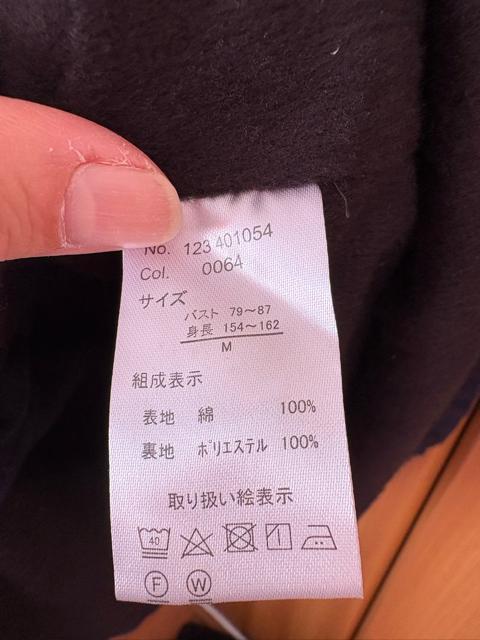 No. 123401054
Col. 0064
サイズ
バスト 79～87
身長 154～162
M
組成表示
表地 綿 100%
裏地 ポリエステル 100%
取り扱い絵表示
40
F W